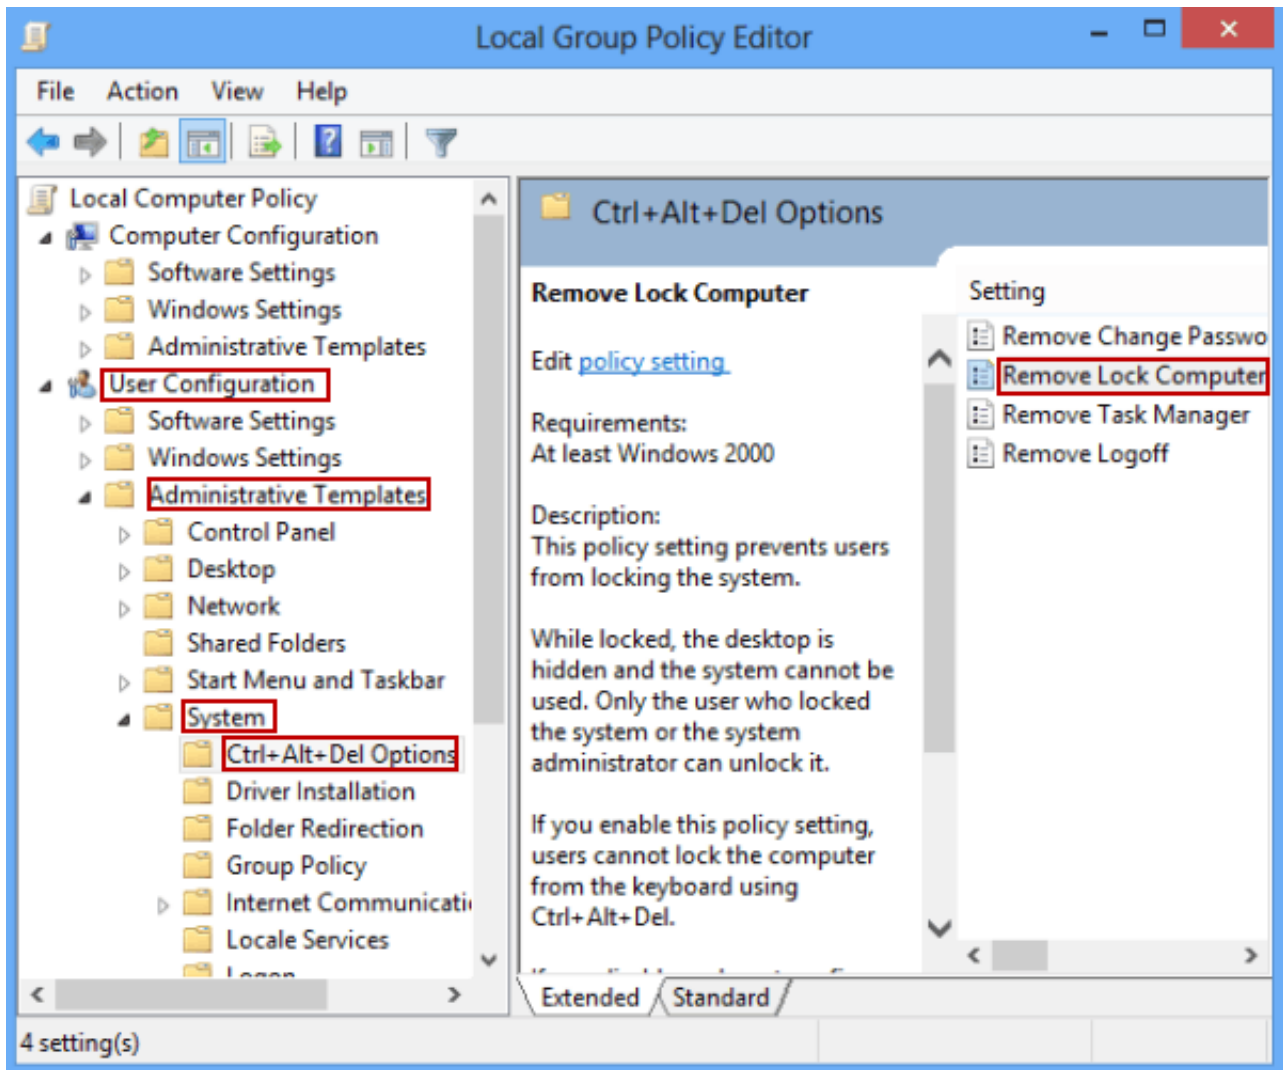 Local Group Policy Editor
File Action View Help
Local Computer Policy
Computer Configuration
Software Settings
Windows Settings
Administrative Templates
User Configuration
Software Settings
Windows Settings
Administrative Templates
Control Panel
Desktop
Network
Shared Folders
Start Menu and Taskbar
System
Ctrl+Alt+Del Options
Driver Installation
Folder Redirection
Group Policy
Internet Communicati
Locale Services
Logon
Ctrl+Alt+Del Options
Remove Lock Computer
Edit policy setting
Requirements:
At least Windows 2000
Description:
This policy setting prevents users
from locking the system.
While locked, the desktop is
hidden and the system cannot be
used. Only the user who locked
the system or the system
administrator can unlock it.
If you enable this policy setting,
users cannot lock the computer
from the keyboard using
Ctrl+Alt+Del.
Setting
Remove Change Passwo
Remove Lock Computer
Remove Task Manager
Remove Logoff
Extended Standard
4 setting(s)